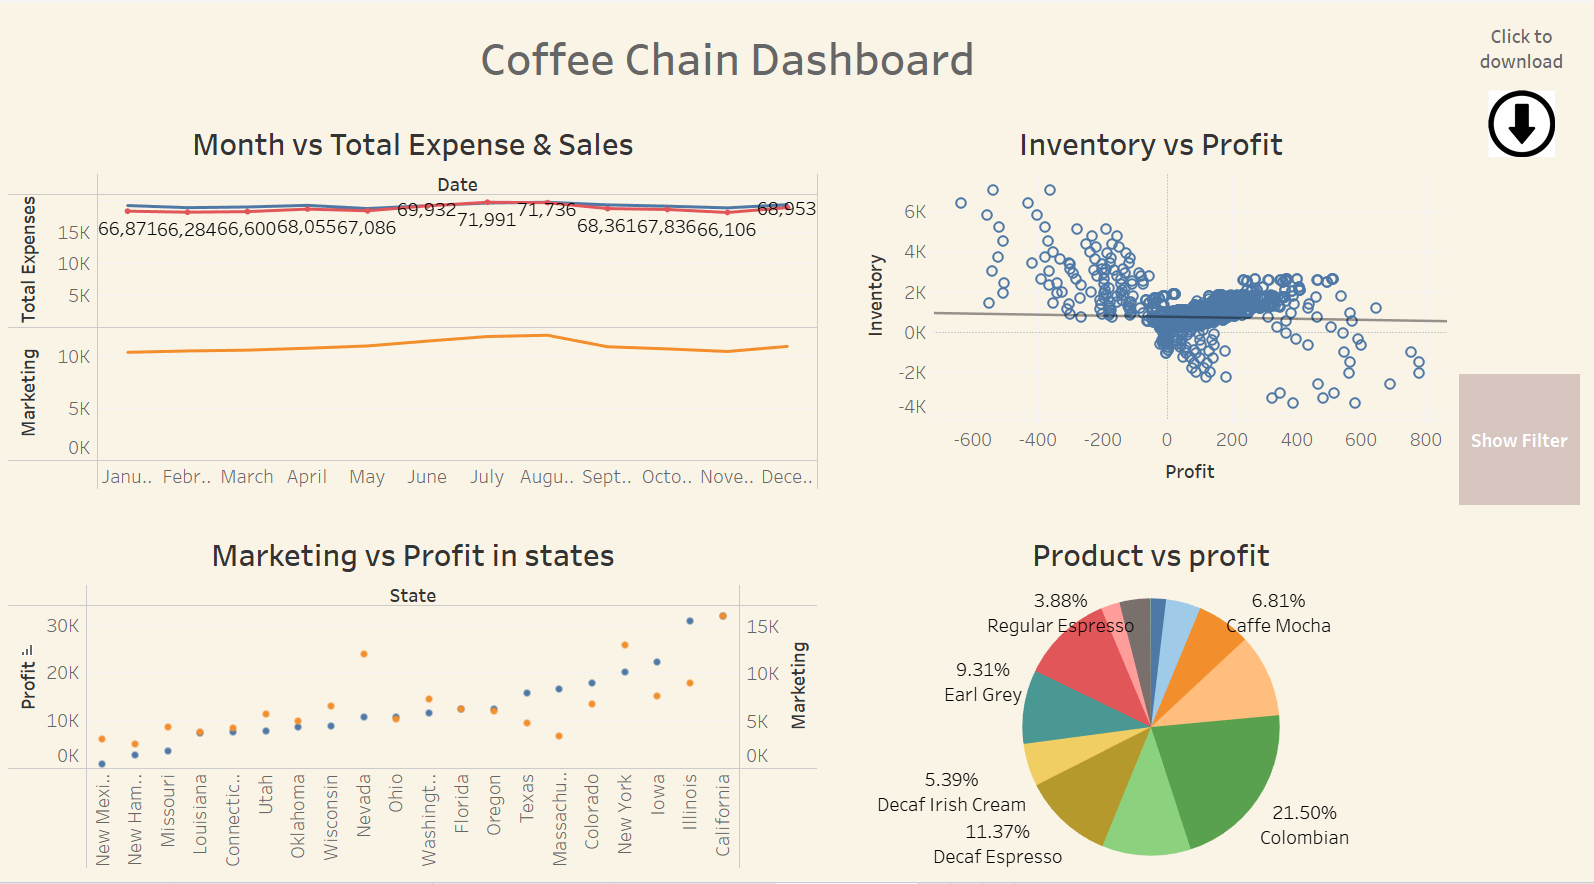 Coffee Chain Dashboard
Click to
download
Month vs Total Expense & Sales
Date
Total Expenses
15K
10K
5K
66,871 66,284 66,600 68,055 67,086 69,932 71,991 71,736 68,361 67,836 66,106 68,953
Marketing
10K
5K
0K
Janu.. Febr.. March April May June July Augu.. Sept.. Octo.. Nove.. Dece..
Inventory vs Profit
Inventory
6K
4K
2K
0K
-2K
-4K
-600 -400 -200 0 200 400 600 800
Profit
Show Filter
Marketing vs Profit in states
State
Profit
30K
20K
10K
0K
15K
10K
5K
0K
Marketing
New Mexi..
New Ham..
Missouri
Louisiana
Connectic..
Utah
Oklahoma
Wisconsin
Nevada
Ohio
Washingt..
Florida
Oregon
Texas
Massachu..
Colorado
New York
Iowa
Illinois
California
Product vs profit
3.88%
Regular Espresso
6.81%
Caffe Mocha
9.31%
Earl Grey
5.39%
Decaf Irish Cream
11.37%
Decaf Espresso
21.50%
Colombian